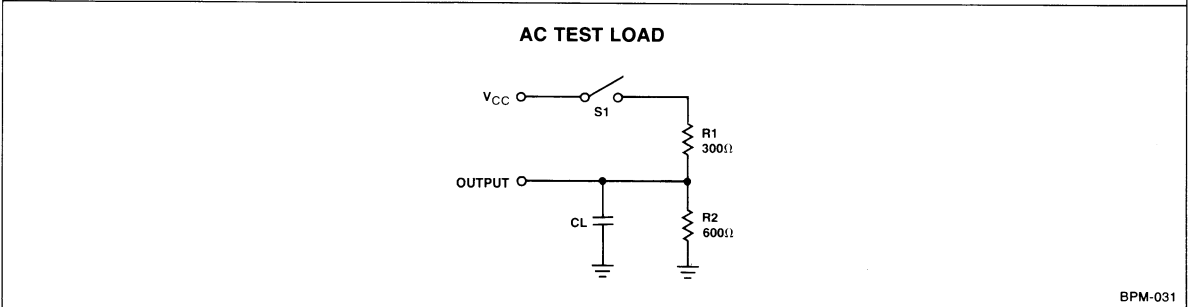 AC TEST LOAD
VCC
S1
R1
300Ω
OUTPUT
CL
R2
600Ω
BPM-031